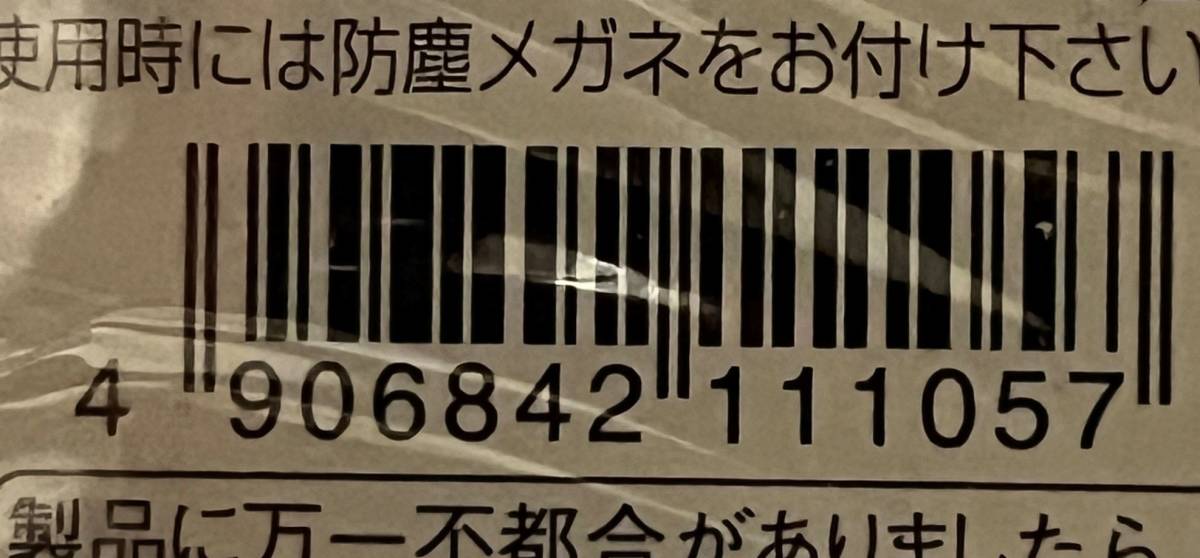 使用時には防塵メガネをお付け下さい
4 906842 111057
製品に万一不都合がありましたら